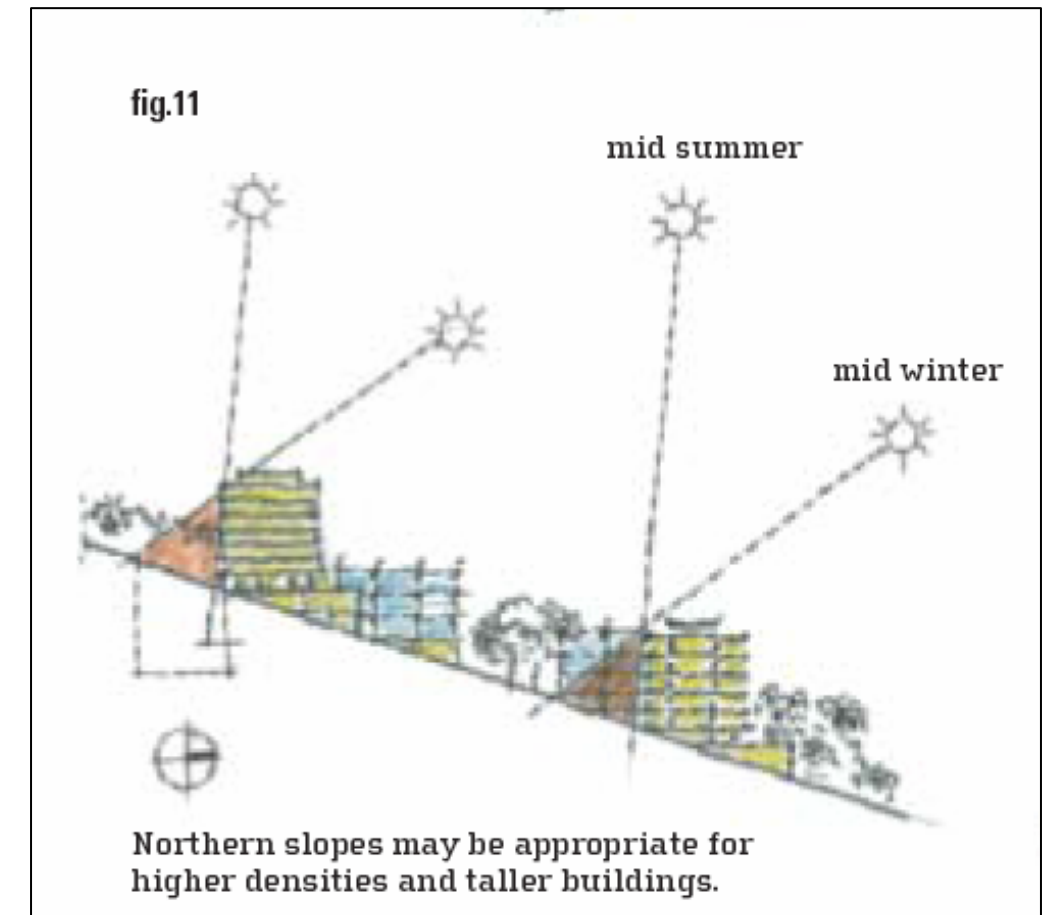 fig.11
mid summer
mid winter
Northern slopes may be appropriate for
higher densities and taller buildings.